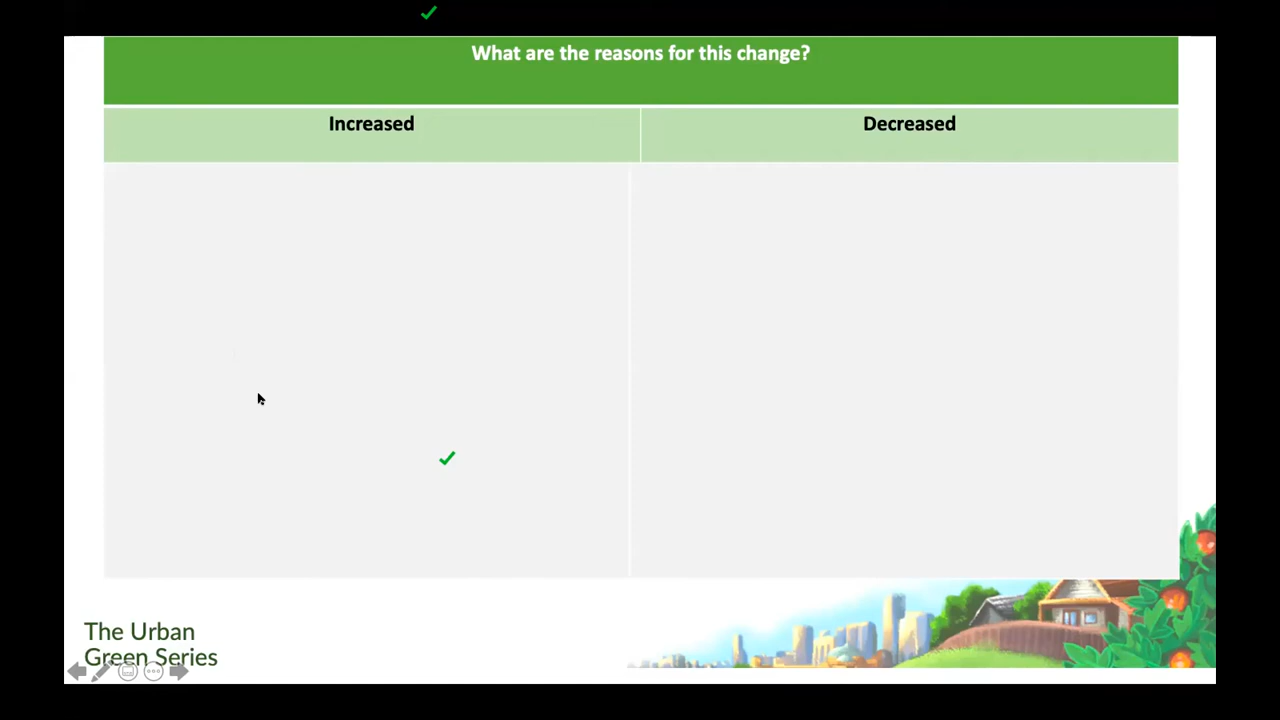 What are the reasons for this change?
Increased
Decreased
The Urban
Green Series